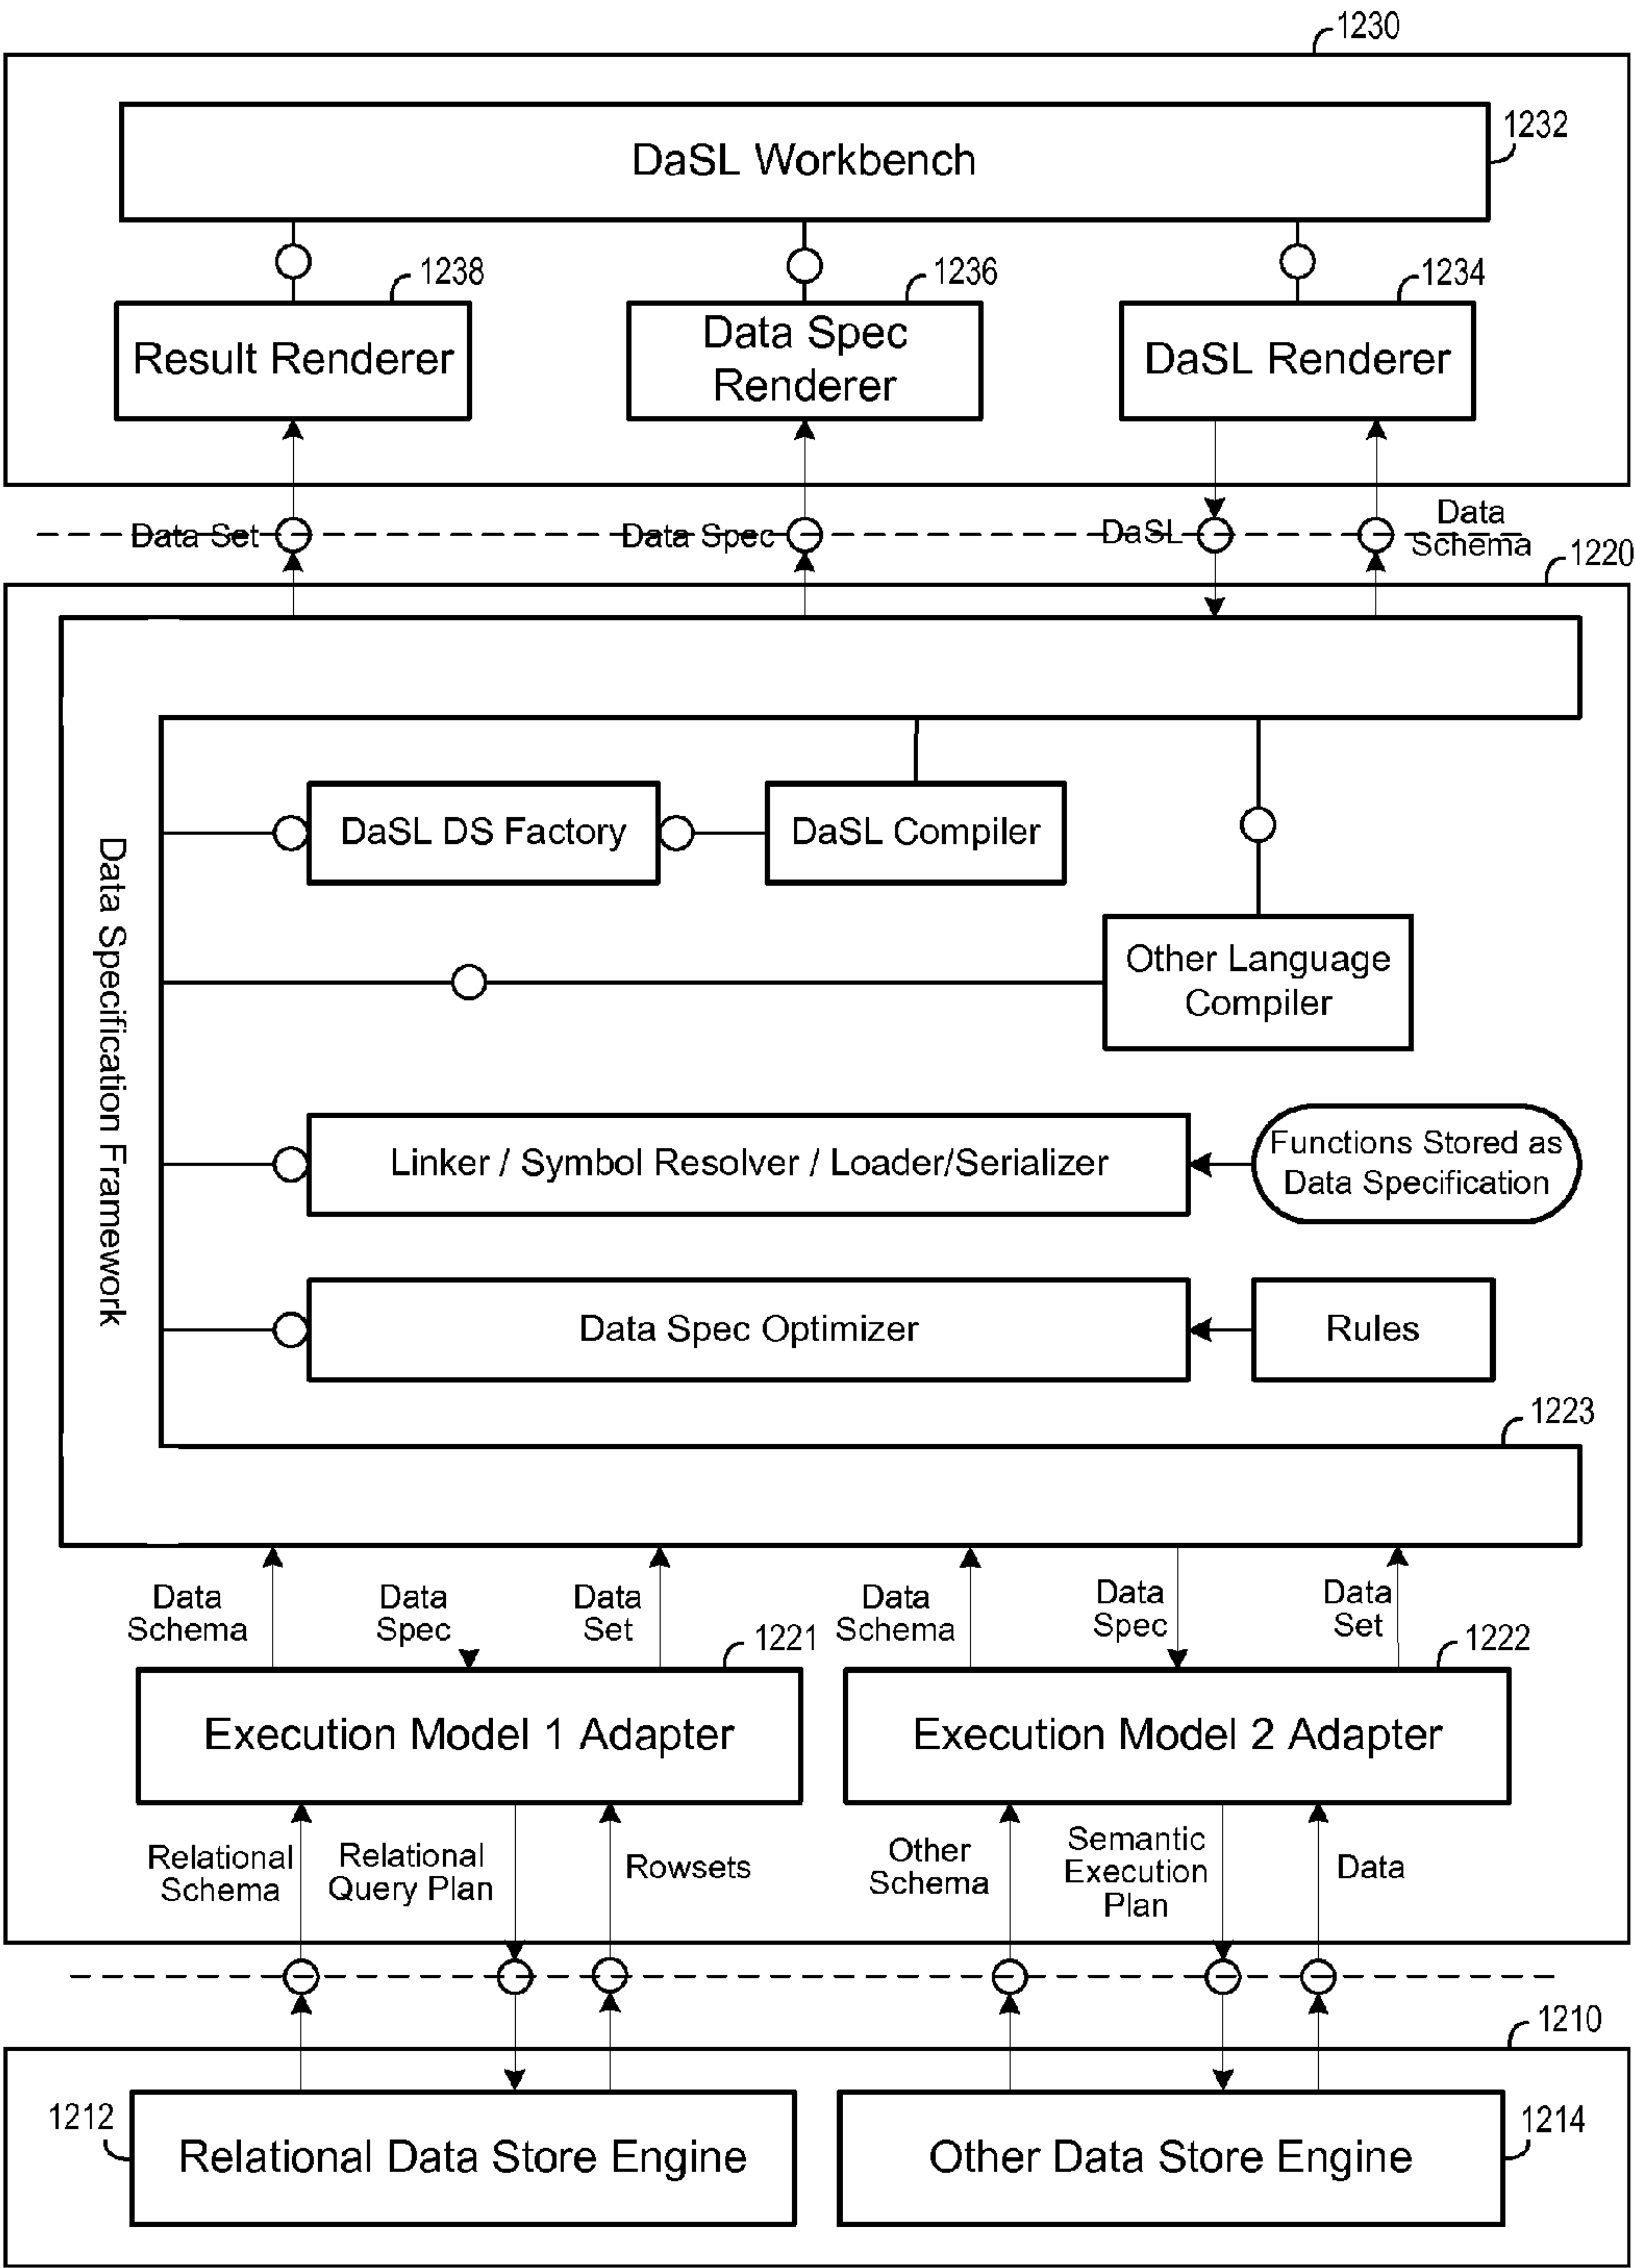 1230
DaSL Workbench
1232
1238
1236
1234
Result Renderer
Data Spec
Renderer
DaSL Renderer
Data Set
Data Spec
DaSL
Data
Schema
1220
Data Specification Framework
DaSL DS Factory
DaSL Compiler
Other Language
Compiler
Linker / Symbol Resolver / Loader/Serializer
Functions Stored as
Data Specification
Data Spec Optimizer
Rules
1223
Data
Schema
Data
Spec
Data
Set
1221
Data
Schema
Data
Spec
Data
Set
1222
Execution Model 1 Adapter
Execution Model 2 Adapter
Relational
Schema
Relational
Query Plan
Rowsets
Other
Schema
Semantic
Execution
Plan
Data
1210
1212
Relational Data Store Engine
Other Data Store Engine
1214